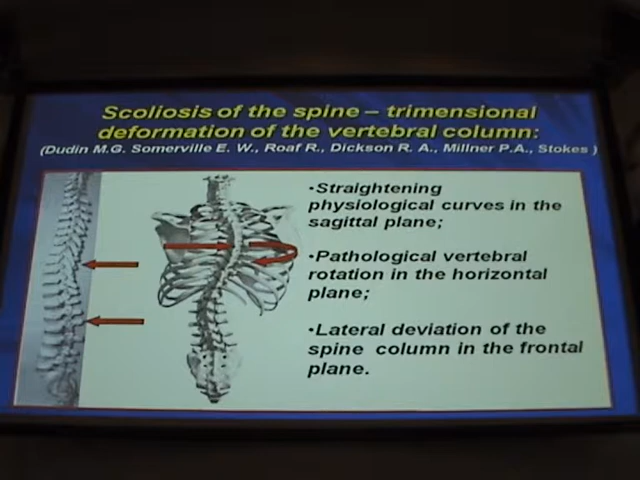 Scoliosis of the spine – trimensional
deformation of the vertebral column:
(Dudin M.G. Somerville E. W., Roaf R., Dickson R. A., Millner P.A., Stokes )
•Straightening
physiological curves in the
sagittal plane;
•Pathological vertebral
rotation in the horizontal
plane;
•Lateral deviation of the
spine column in the frontal
plane.